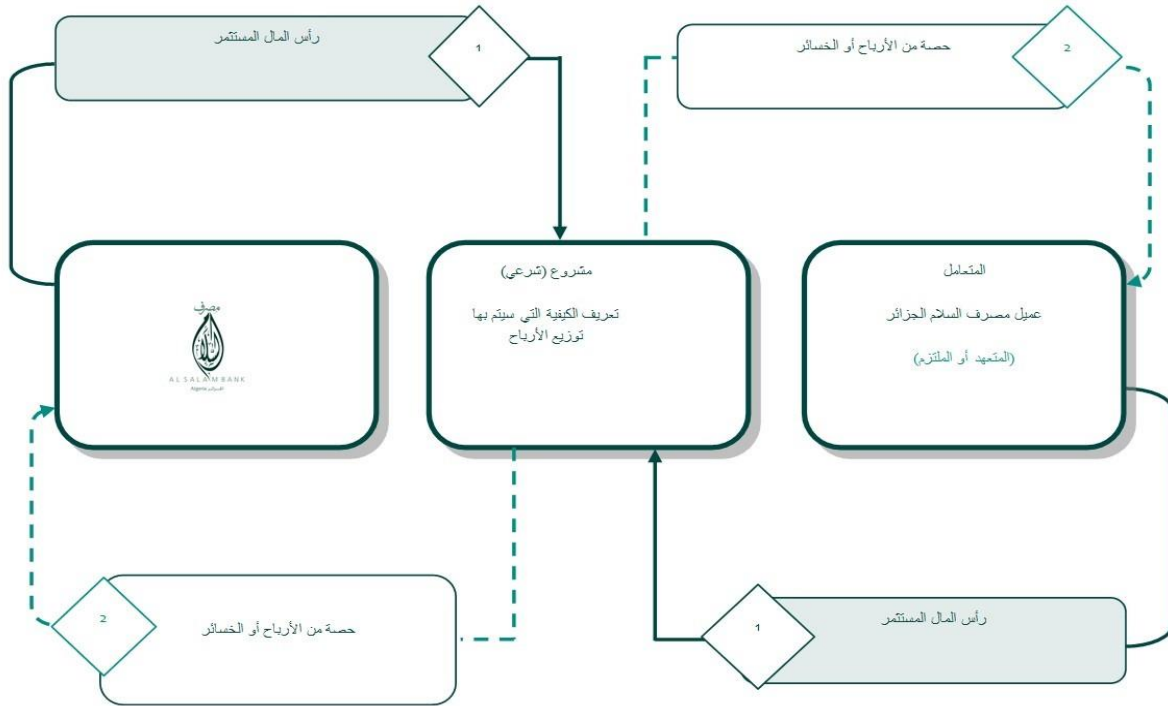 حصة من الأرباح أو الخسائر
2
رأس المال المستثمر
1
المتعامل
عميل مصرف السلام الجزائر
(المتعهد أو الملتزم)
مشروع (شرعي)
تعريف الكيفية التي سيتم بها
توزيع الأرباح
مصرف
السلام
AL SALAM BANK
Algeria الجزائر
رأس المال المستثمر
1
حصة من الأرباح أو الخسائر
2